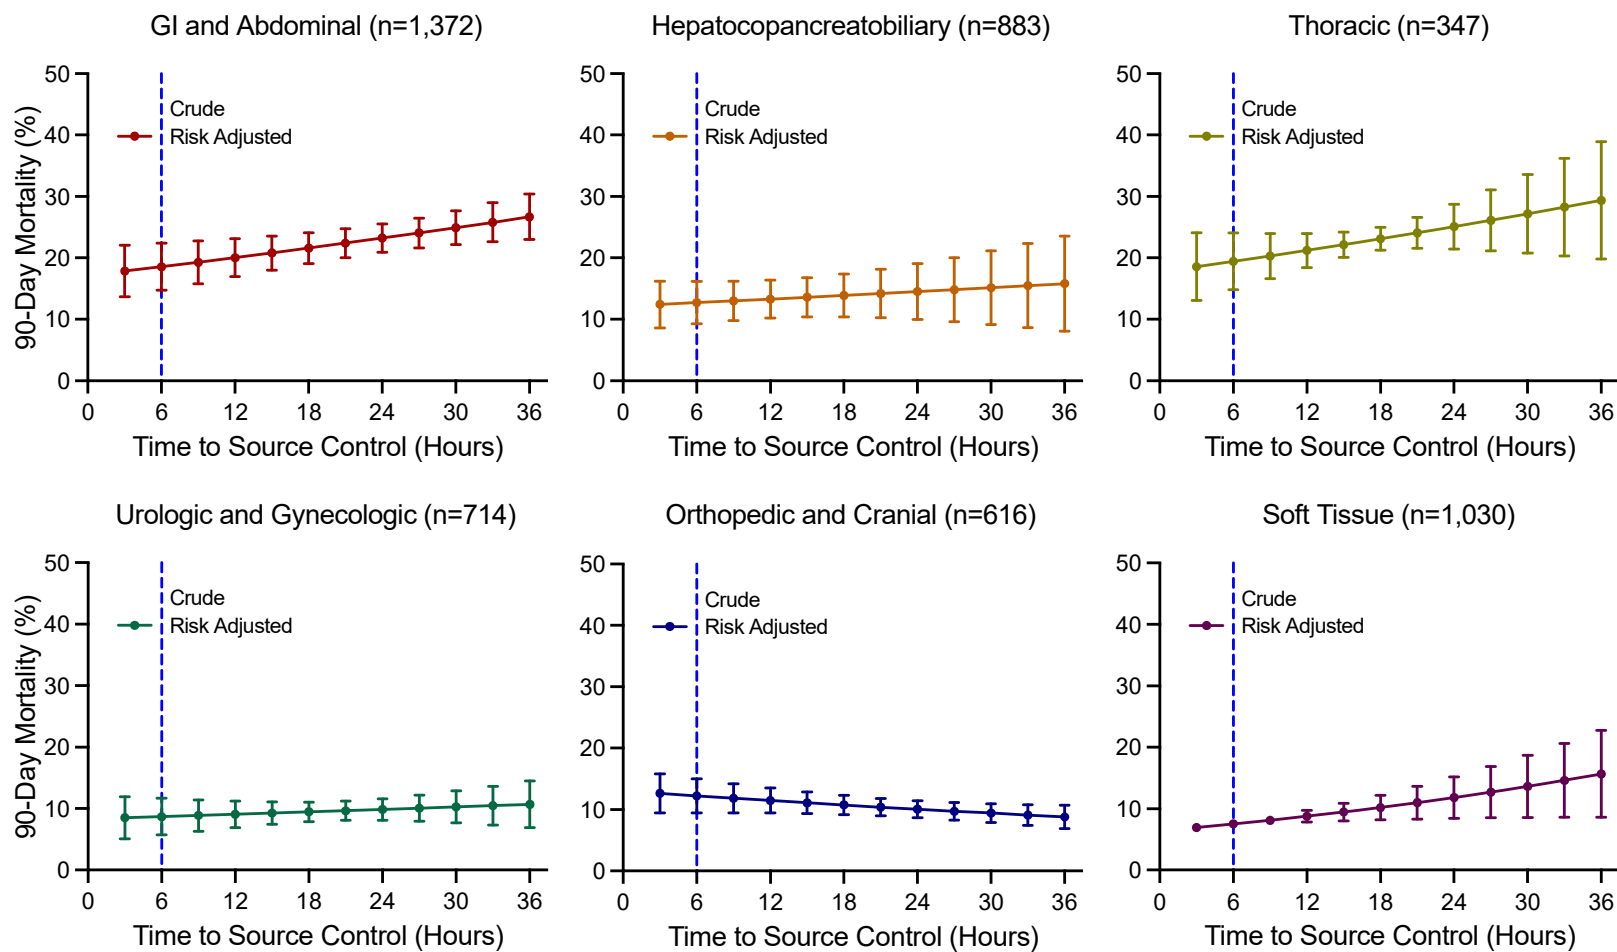 GI and Abdominal (n=1,372)
50
40
30
20
10
0
90-Day Mortality (%)
Crude
Risk Adjusted
0 6 12 18 24 30 36
Time to Source Control (Hours)
Hepatocopancreatobiliary (n=883)
50
40
30
20
10
0
Crude
Risk Adjusted
0 6 12 18 24 30 36
Time to Source Control (Hours)
Thoracic (n=347)
50
40
30
20
10
0
Crude
Risk Adjusted
0 6 12 18 24 30 36
Time to Source Control (Hours)
Urologic and Gynecologic (n=714)
50
40
30
20
10
0
90-Day Mortality (%)
Crude
Risk Adjusted
0 6 12 18 24 30 36
Time to Source Control (Hours)
Orthopedic and Cranial (n=616)
50
40
30
20
10
0
Crude
Risk Adjusted
0 6 12 18 24 30 36
Time to Source Control (Hours)
Soft Tissue (n=1,030)
50
40
30
20
10
0
Crude
Risk Adjusted
0 6 12 18 24 30 36
Time to Source Control (Hours)